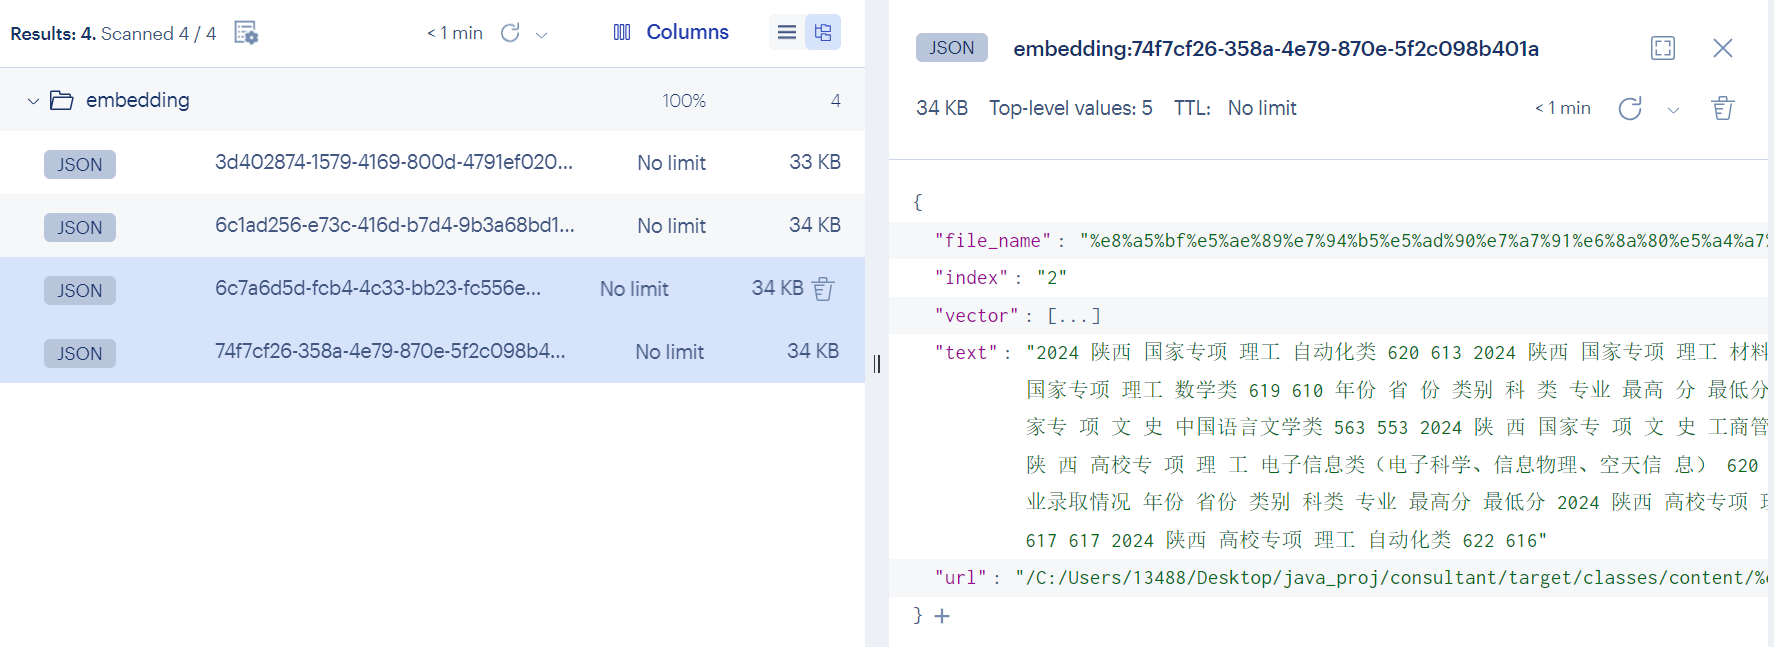 Results: 4. Scanned 4 / 4
< 1 min
Columns
embedding 100% 4
JSON 3d402874-1579-4169-800d-4791ef020... No limit 33 KB
JSON 6c1ad256-e73c-416d-b7d4-9b3a68bd1... No limit 34 KB
JSON 6c7a6d5d-fcb4-4c33-bb23-fc556e... No limit 34 KB
JSON 74f7cf26-358a-4e79-870e-5f2c098b4... No limit 34 KB
JSON embedding:74f7cf26-358a-4e79-870e-5f2c098b401a
34 KB Top-level values: 5 TTL: No limit < 1 min
{
"file_name": "%e8%a5%bf%e5%ae%89%e7%94%b5%e5%ad%90%e7%a7%91%e6%8a%80%e5%a4%a7%
"index": "2"
"vector": [...]
"text": "2024 陕西 国家专项 理工 自动化类 620 613 2024 陕西 国家专项 理工 材料
国家专项 理工 数学类 619 610 年份 省 份 类别 科 类 专业 最高 分 最低分
家专 项 文 史 中国语言文学类 563 553 2024 陕 西 国家专 项 文 史 工商管
陕 西 高校专 项 理 工 电子信息类（电子科学、信息物理、空天信 息） 620
业录取情况 年份 省份 类别 科类 专业 最高分 最低分 2024 陕西 高校专项 理
617 617 2024 陕西 高校专项 理工 自动化类 622 616"
"url": "/C:/Users/13488/Desktop/java_proj/consultant/target/classes/content/%e
} +